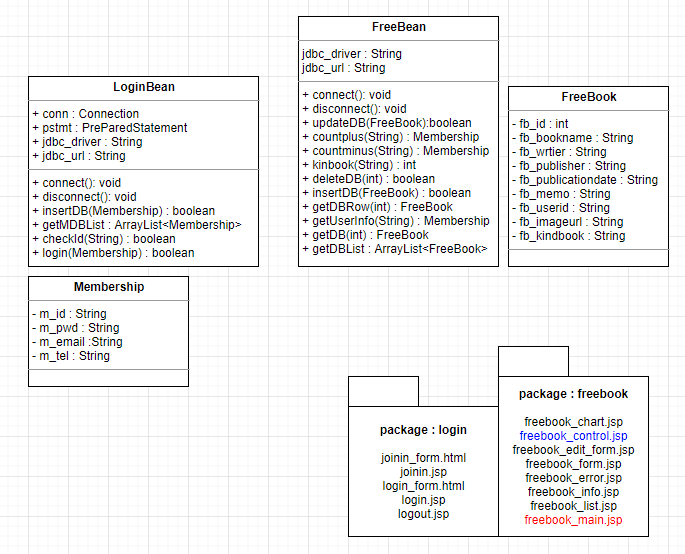 LoginBean
+ conn : Connection
+ pstmt : PreParedStatement
+ jdbc_driver : String
+ jdbc_url : String
+ connect(): void
+ disconnect(): void
+ insertDB(Membership) : boolean
+ getMDBList : ArrayList<Membership>
+ checkId(String) : boolean
+ login(Membership) : boolean
Membership
- m_id : String
- m_pwd : String
- m_email :String
- m_tel : String
FreeBean
jdbc_driver : String
jdbc_url : String
+ connect(): void
+ disconnect(): void
+ updateDB(FreeBook):boolean
+ countplus(String) : Membership
+ countminus(String) : Membership
+ kinbook(String) : int
+ deleteDB(int) : boolean
+ insertDB(FreeBook) : boolean
+ getDBRow(int) : FreeBook
+ getUserInfo(String) : Membership
+ getDB(int) : FreeBook
+ getDBList : ArrayList<FreeBook>
FreeBook
- fb_id : int
- fb_bookname : String
- fb_wrtier : String
- fb_publisher : String
- fb_publicationdate : String
- fb_memo : String
- fb_userid : String
- fb_imageurl : String
- fb_kindbook : String
package : login
joinin_form.html
joinin.jsp
login_form.html
login.jsp
logout.jsp
package : freebook
freebook_chart.jsp
freebook_control.jsp
freebook_edit_form.jsp
freebook_form.jsp
freebook_error.jsp
freebook_info.jsp
freebook_list.jsp
freebook_main.jsp